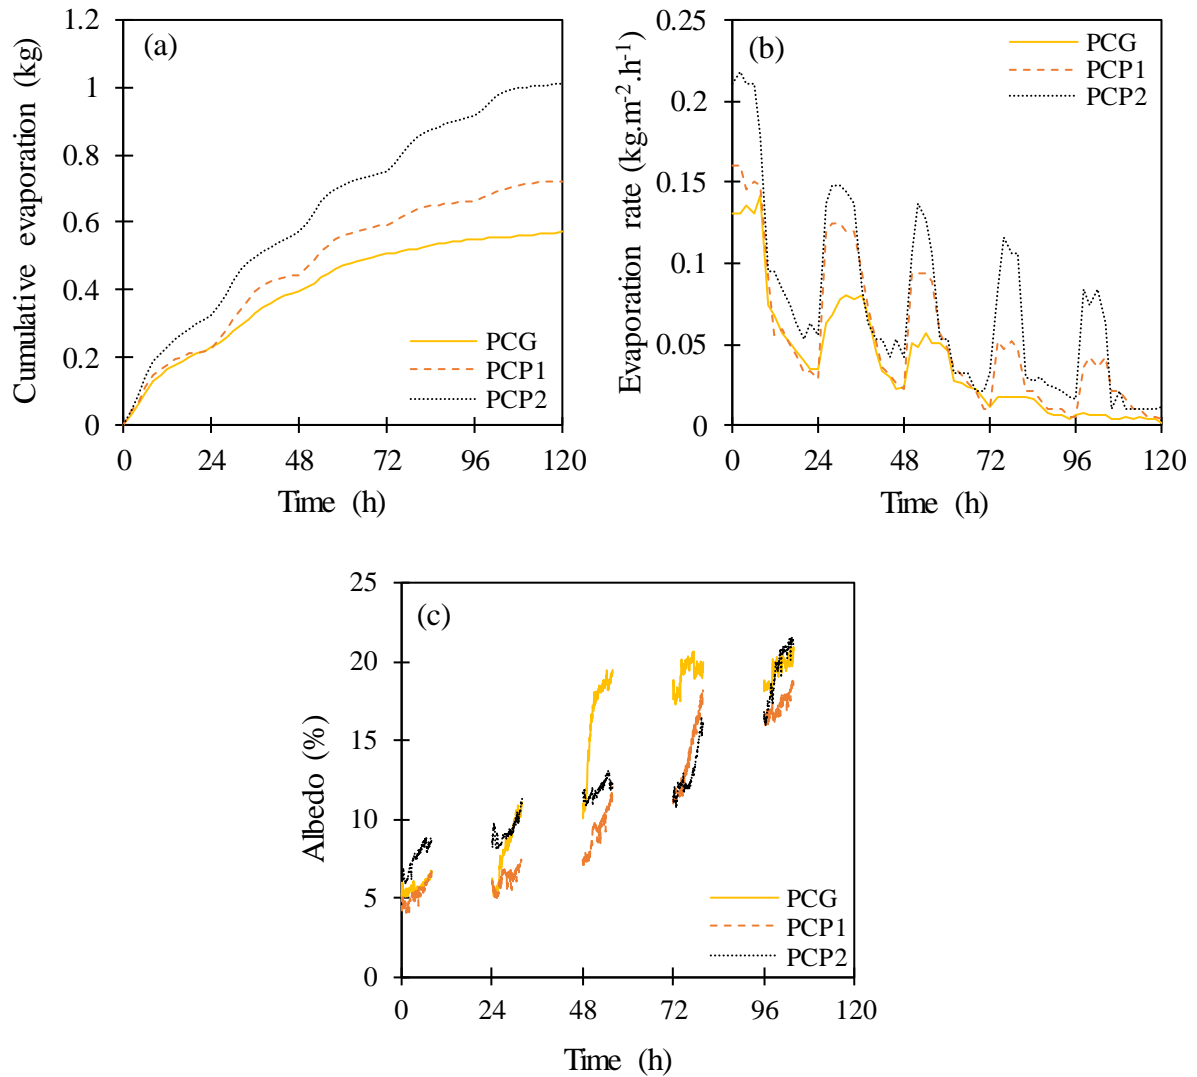 (a)
Cumulative evaporation (kg)
1.2
1
0.8
0.6
0.4
0.2
0
0 24 48 72 96 120
Time (h)
PCG
PCP1
PCP2
(b)
Evaporation rate (kg.m-2.h-1)
0.25
0.2
0.15
0.1
0.05
0
0 24 48 72 96 120
Time (h)
PCG
PCP1
PCP2
(c)
Albedo (%)
25
20
15
10
5
0
0 24 48 72 96 120
Time (h)
PCG
PCP1
PCP2